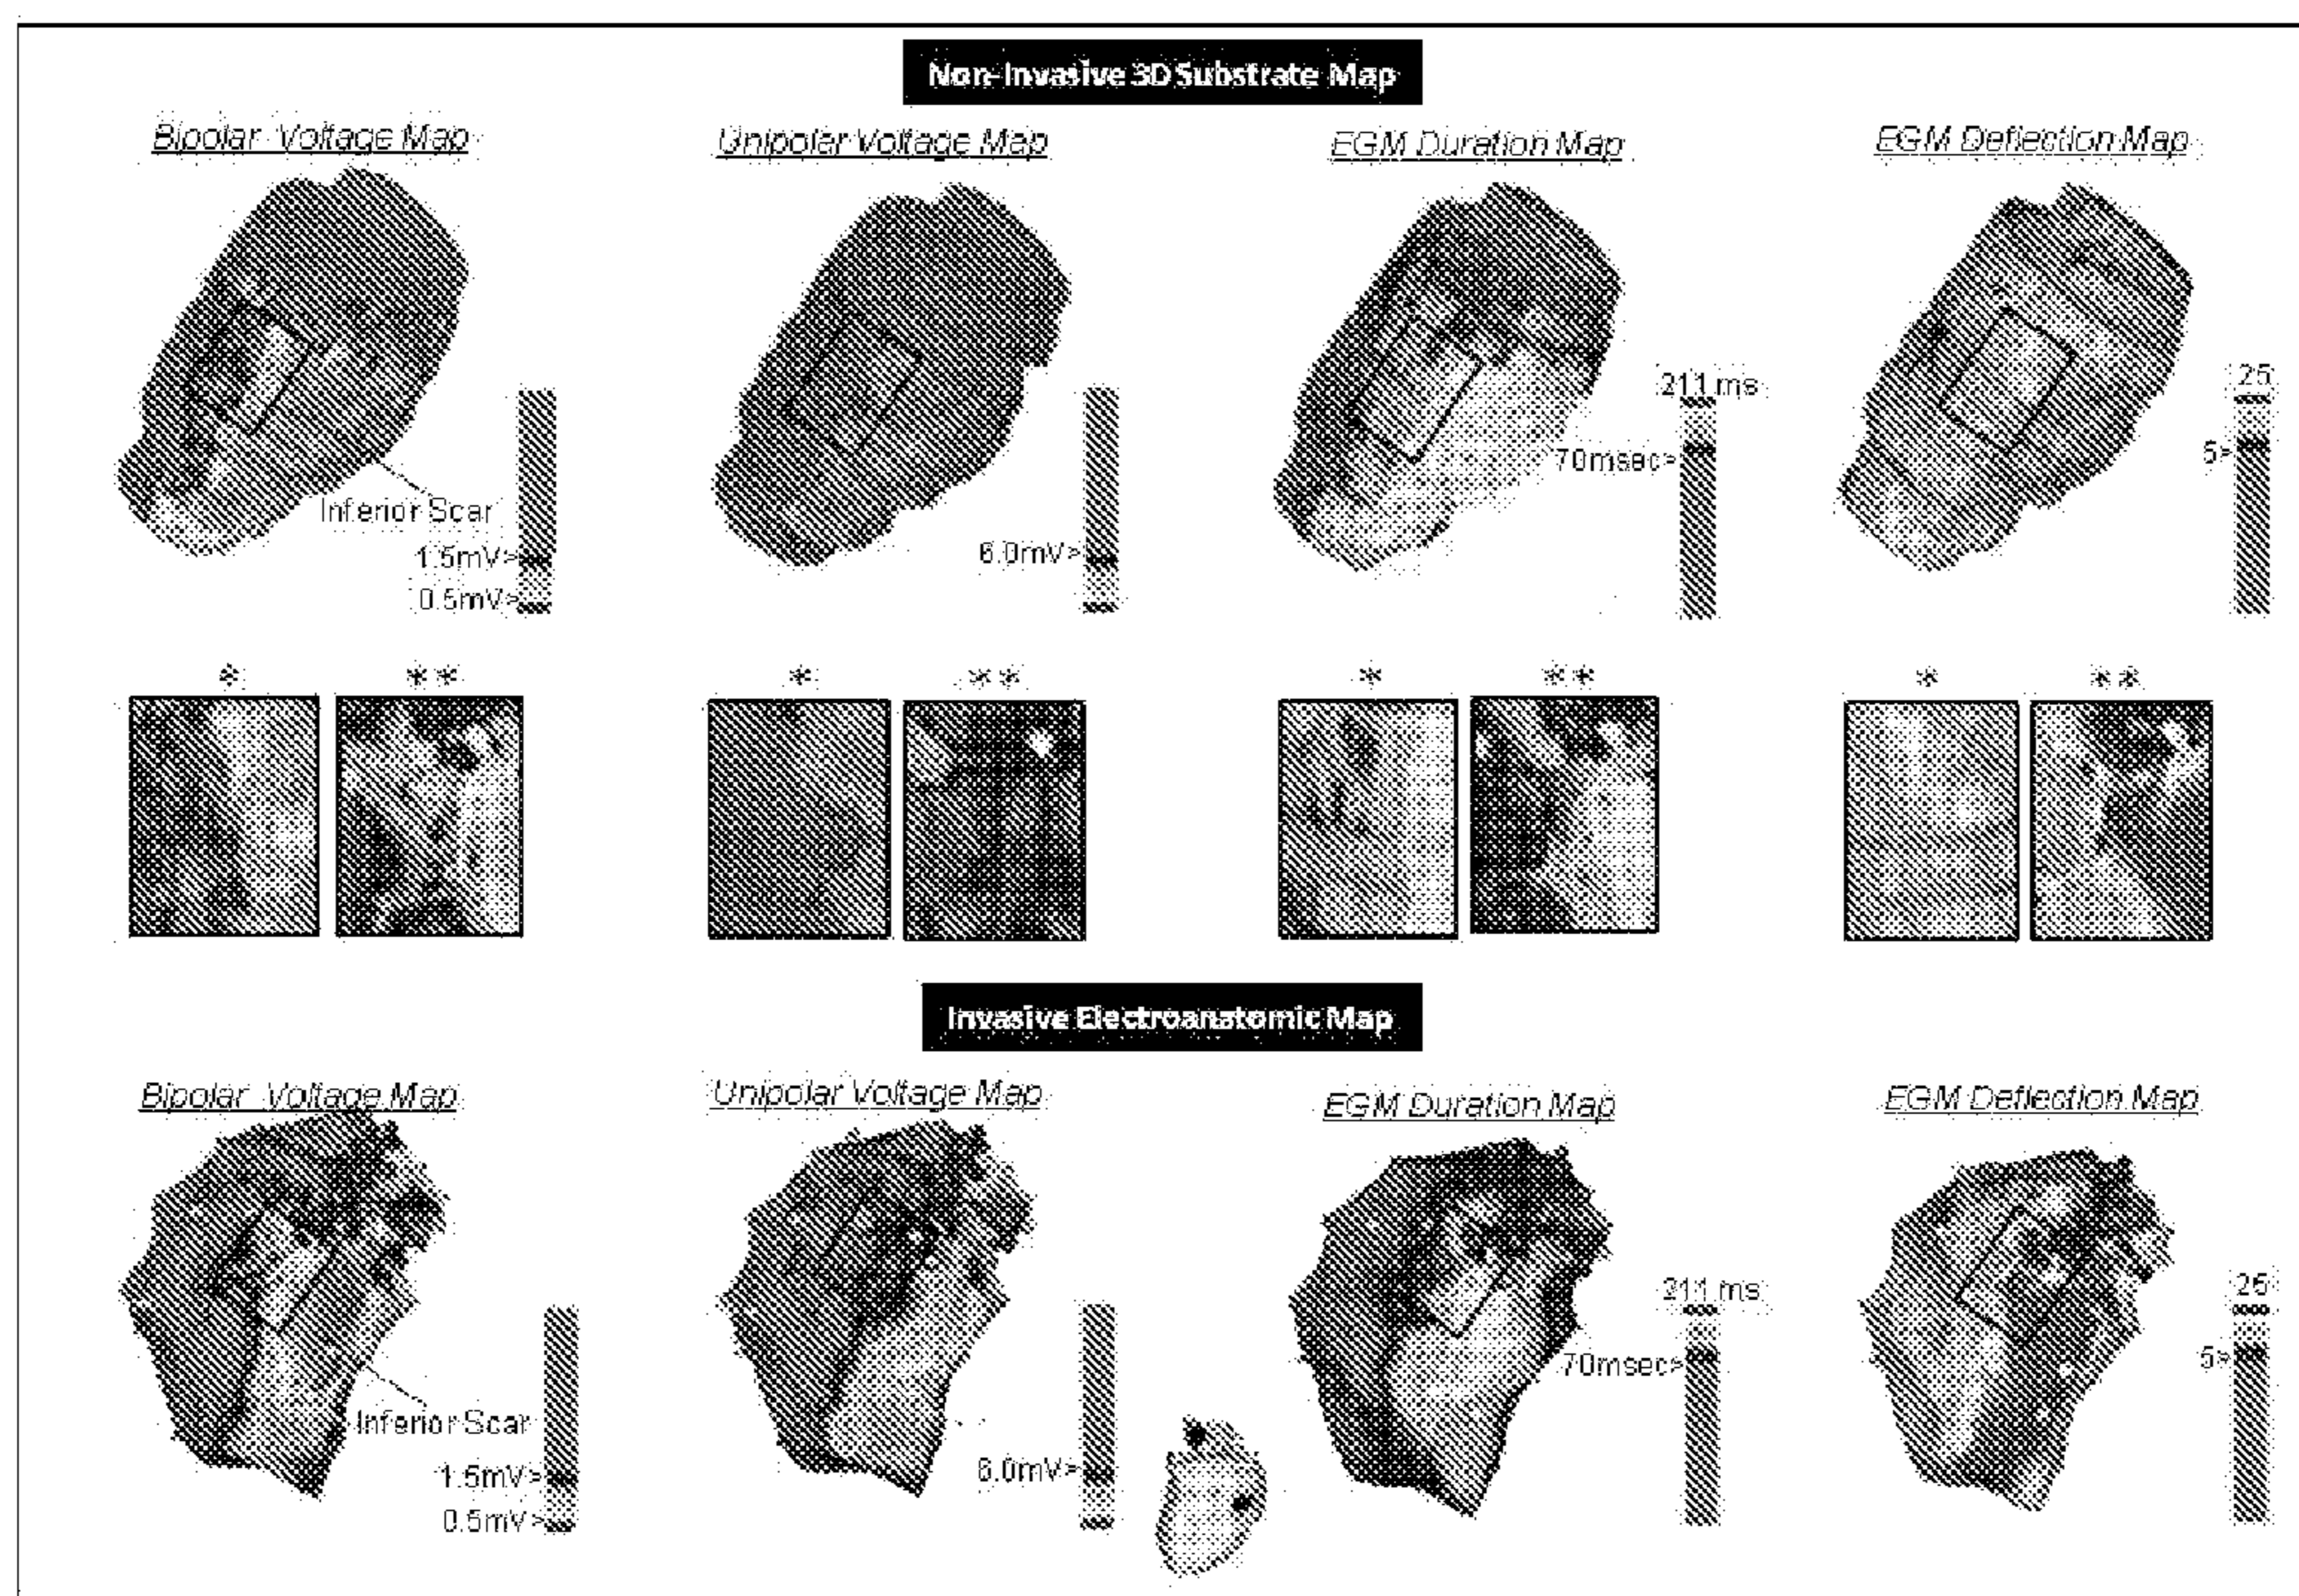 Non-Invasive 3D Substrate Map
Bipolar Voltage Map
Unipolar Voltage Map
EGM Duration Map
EGM Deflection Map
Inferior Scar
1.5mV>
0.5mV>
6.0mV>
211 ms
70msec>
25
5>
*
**
*
**
*
**
*
**
Invasive Electroanatomic Map
Bipolar Voltage Map
Unipolar Voltage Map
EGM Duration Map
EGM Deflection Map
Inferior Scar
1.5mV>
0.5mV>
6.0mV>
211 ms
70msec>
25
5>